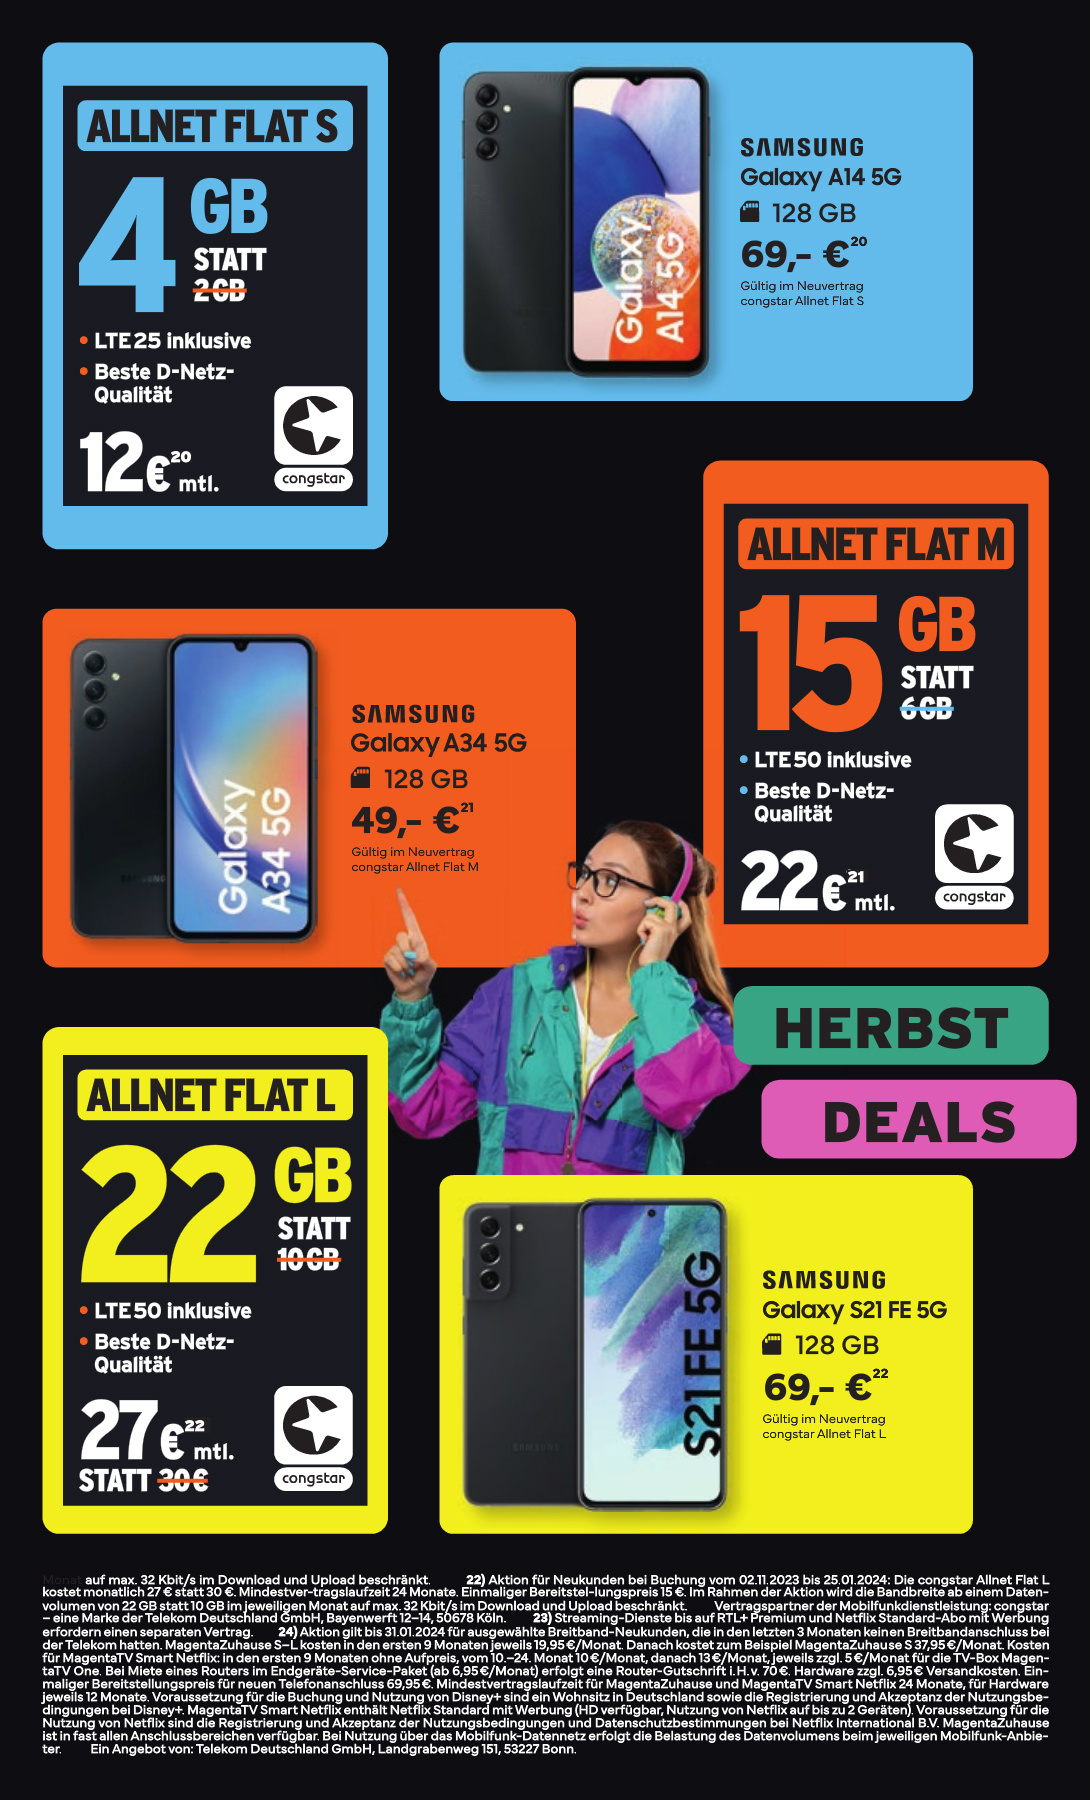 ALLNET FLAT S
4 GB
STATT
2 GB
• LTE25 inklusive
• Beste D-Netz-
Qualität
12€²⁰ mtl.
congstar
SAMSUNG
Galaxy A14 5G
128 GB
69,– €²⁰
Gültig im Neuvertrag
congstar Allnet Flat S
Galaxy
A14 5G
ALLNET FLAT M
15 GB
STATT
6 GB
• LTE50 inklusive
• Beste D-Netz-
Qualität
22€²¹ mtl.
congstar
SAMSUNG
Galaxy A34 5G
128 GB
49,– €²¹
Gültig im Neuvertrag
congstar Allnet Flat M
Galaxy
A34 5G
SAMSUNG
HERBST
DEALS
ALLNET FLAT L
22 GB
STATT
10 GB
• LTE50 inklusive
• Beste D-Netz-
Qualität
27€²² mtl.
STATT 30€
congstar
SAMSUNG
Galaxy S21 FE 5G
128 GB
69,– €²²
Gültig im Neuvertrag
congstar Allnet Flat L
S21 FE 5G
SAMSUNG
Monat auf max. 32 Kbit/s im Download und Upload beschränkt. 22) Aktion für Neukunden bei Buchung vom 02.11.2023 bis 25.01.2024: Die congstar Allnet Flat L
kostet monatlich 27 € statt 30 €. Mindestver-tragslaufzeit 24 Monate. Einmaliger Bereitstel-lungspreis 15 €. Im Rahmen der Aktion wird die Bandbreite ab einem Daten-
volumen von 22 GB statt 10 GB im jeweiligen Monat auf max. 32 Kbit/s im Download und Upload beschränkt. Vertragspartner der Mobilfunkdienstleistung: congstar
– eine Marke der Telekom Deutschland GmbH, Bayenwerft 12–14, 50678 Köln. 23) Streaming-Dienste bis auf RTL+ Premium und Netflix Standard-Abo mit Werbung
erfordern einen separaten Vertrag. 24) Aktion gilt bis 31.01.2024 für ausgewählte Breitband-Neukunden, die in den letzten 3 Monaten keinen Breitbandanschluss bei
der Telekom hatten. MagentaZuhause S–L kosten in den ersten 9 Monaten jeweils 19,95 €/Monat. Danach kostet zum Beispiel MagentaZuhause S 37,95 €/Monat. Kosten
für MagentaTV Smart Netflix: in den ersten 9 Monaten ohne Aufpreis, vom 10.–24. Monat 10 €/Monat, danach 13 €/Monat, jeweils zzgl. 5 €/Monat für die TV-Box Magen-
taTV One. Bei Miete eines Routers im Endgeräte-Service-Paket (ab 6,95 €/Monat) erfolgt eine Router-Gutschrift i. H. v. 70 €. Hardware zzgl. 6,95 € Versandkosten. Ein-
maliger Bereitstellungspreis für neuen Telefonanschluss 69,95 €. Mindestvertragslaufzeit für MagentaZuhause und MagentaTV Smart Netflix 24 Monate, für Hardware
jeweils 12 Monate. Voraussetzung für die Buchung und Nutzung von Disney+ sind ein Wohnsitz in Deutschland sowie die Registrierung und Akzeptanz der Nutzungsbe-
dingungen bei Disney+. MagentaTV Smart Netflix enthält Netflix Standard mit Werbung (HD verfügbar, Nutzung von Netflix auf bis zu 2 Geräten). Voraussetzung für die
Nutzung von Netflix sind die Registrierung und Akzeptanz der Nutzungsbedingungen und Datenschutzbestimmungen bei Netflix International B.V. MagentaZuhause
ist in fast allen Anschlussbereichen verfügbar. Bei Nutzung über das Mobilfunk-Datennetz erfolgt die Belastung des Datenvolumens beim jeweiligen Mobilfunk-Anbie-
ter. Ein Angebot von: Telekom Deutschland GmbH, Landgrabenweg 151, 53227 Bonn.